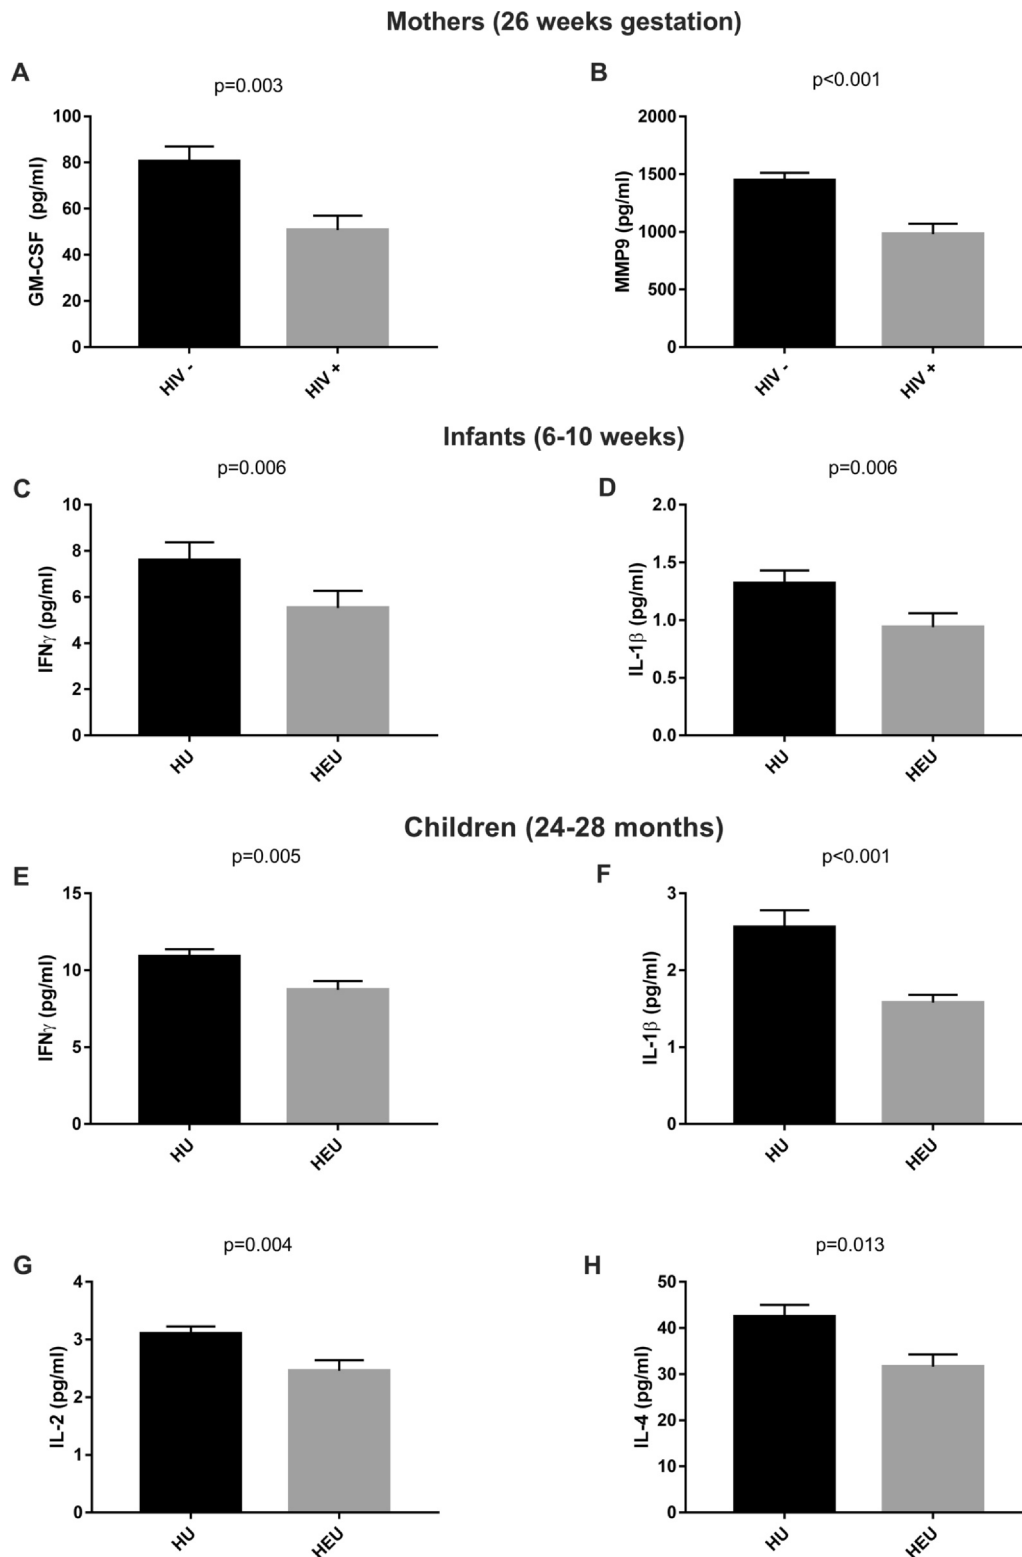 Mothers (26 weeks gestation)
A
p=0.003
GM-CSF (pg/ml)
100
80
60
40
20
0
HIV -
HIV +
B
p<0.001
MMP9 (pg/ml)
2000
1500
1000
500
0
HIV -
HIV +
Infants (6-10 weeks)
C
p=0.006
IFNγ (pg/ml)
10
8
6
4
2
0
HU
HEU
D
p=0.006
IL-1β (pg/ml)
2.0
1.5
1.0
0.5
0.0
HU
HEU
Children (24-28 months)
E
p=0.005
IFNγ (pg/ml)
15
10
5
0
HU
HEU
F
p<0.001
IL-1β (pg/ml)
3
2
1
0
HU
HEU
G
p=0.004
IL-2 (pg/ml)
4
3
2
1
0
HU
HEU
H
p=0.013
IL-4 (pg/ml)
50
40
30
20
10
0
HU
HEU